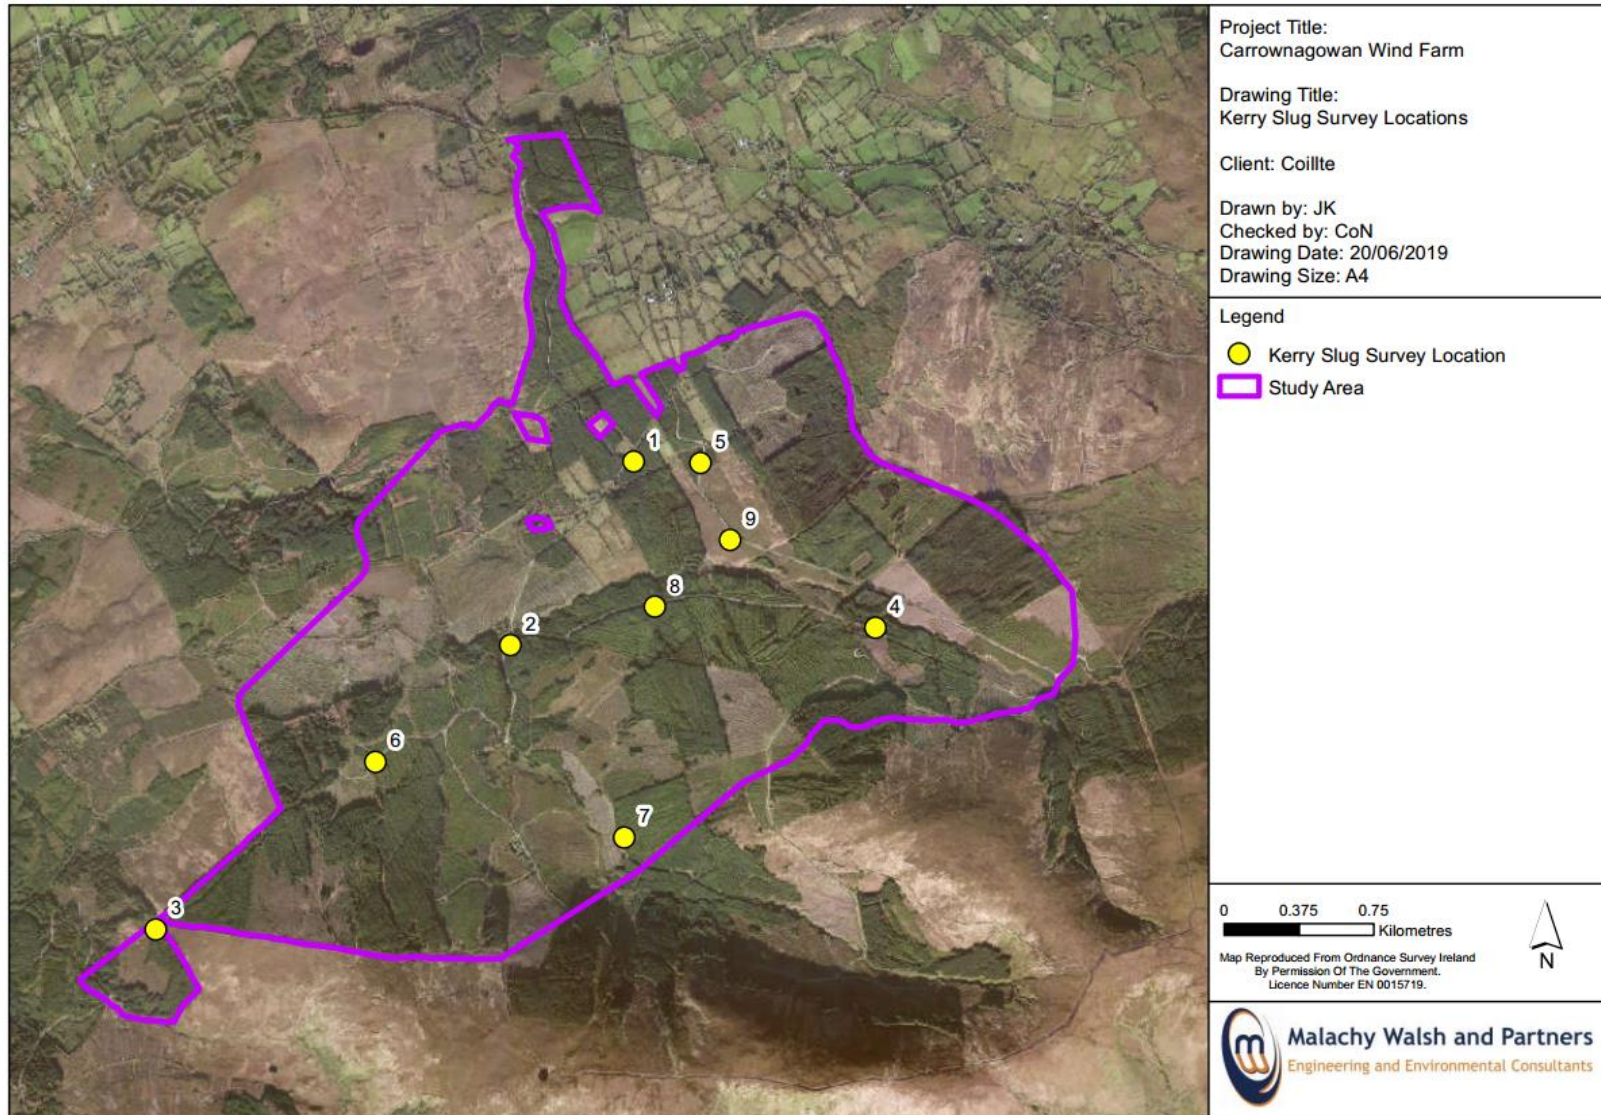 Project Title:
Carrownagowan Wind Farm
Drawing Title:
Kerry Slug Survey Locations
Client: Coillte
Drawn by: JK
Checked by: CoN
Drawing Date: 20/06/2019
Drawing Size: A4
Legend
Kerry Slug Survey Location
Study Area
1
5
9
8
4
2
6
7
3
0 0.375 0.75
Kilometres
N
Map Reproduced From Ordnance Survey Ireland
By Permission Of The Government.
Licence Number EN 0015719.
Malachy Walsh and Partners
Engineering and Environmental Consultants